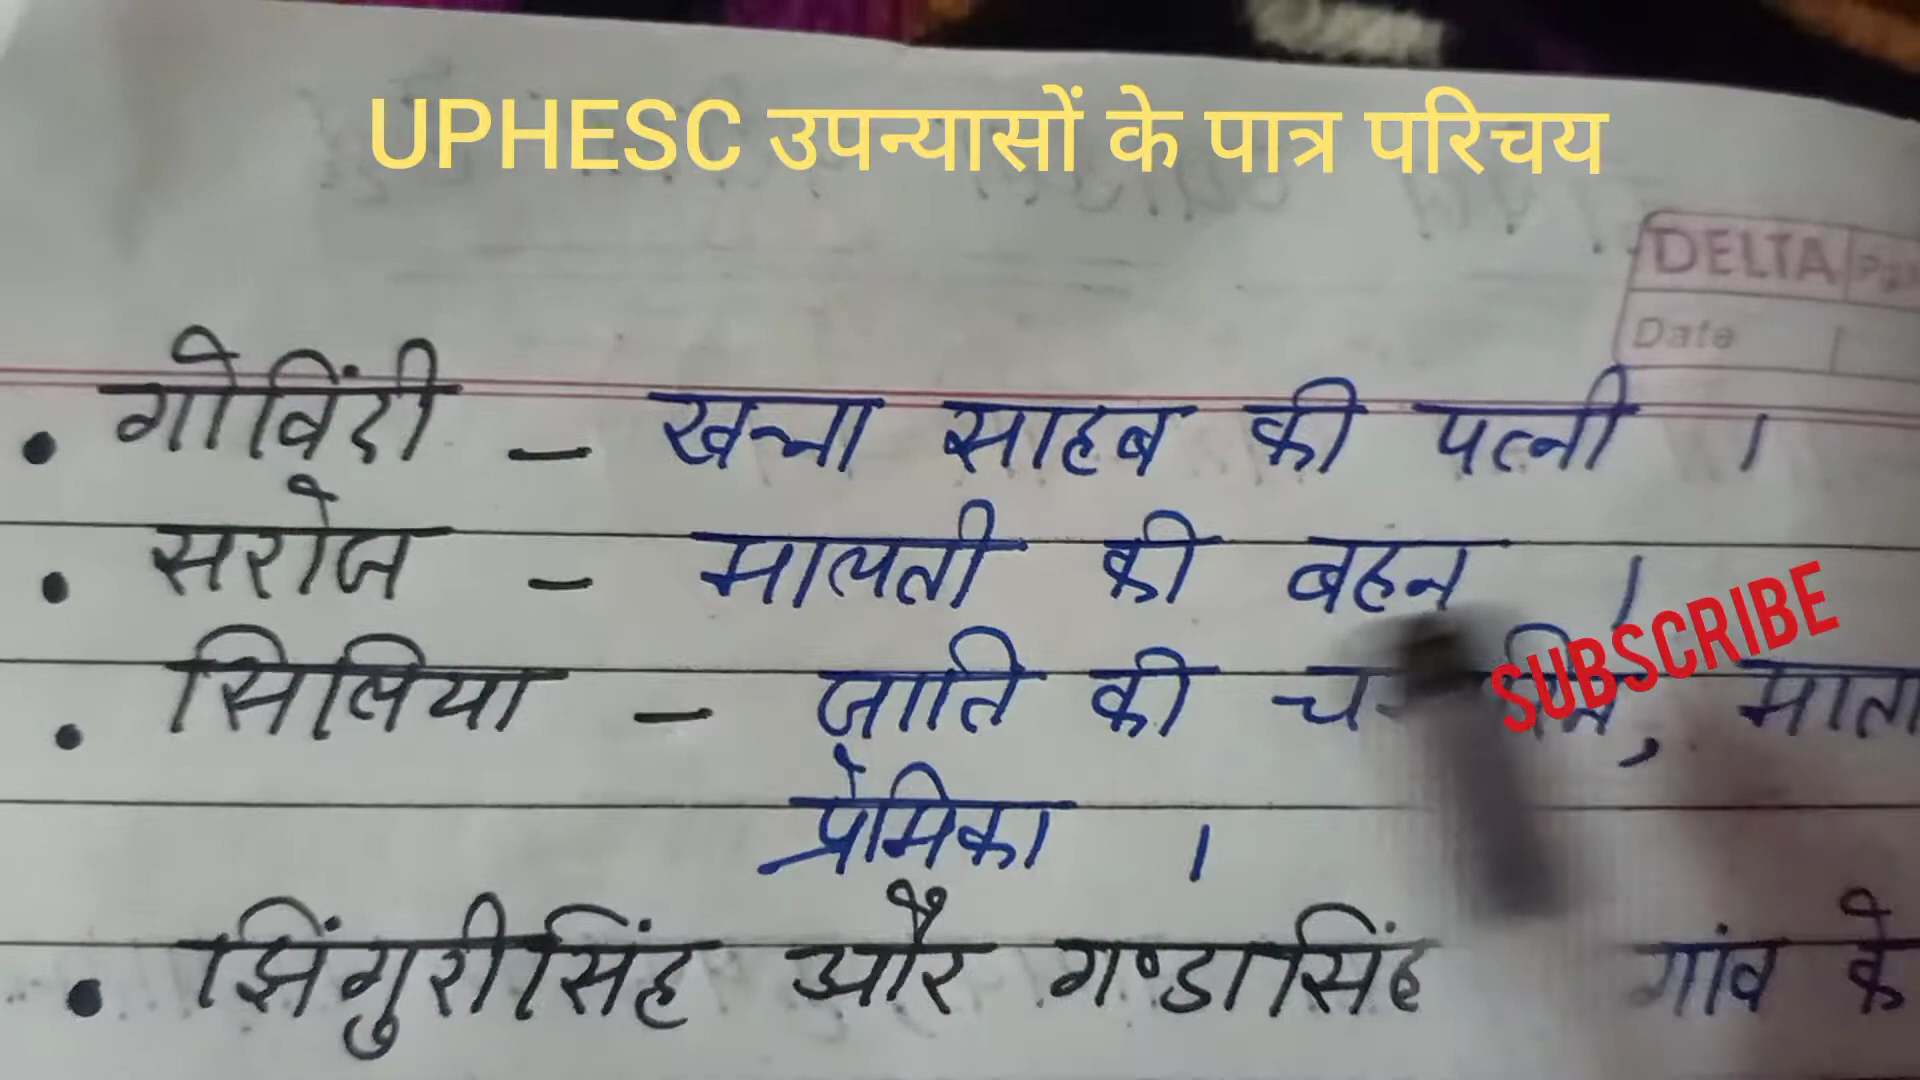 UPHESC उपन्यासों के पात्र परिचय
DELTA
Date
• गोविंदी – खन्ना साहब की पत्नी ।
• सरोज – मालती की बहन ।
SUBSCRIBE
• सिलिया – जाति की
प्रेमिका ।
• झिंगुरीसिंह और गण्डासिंह गांव के